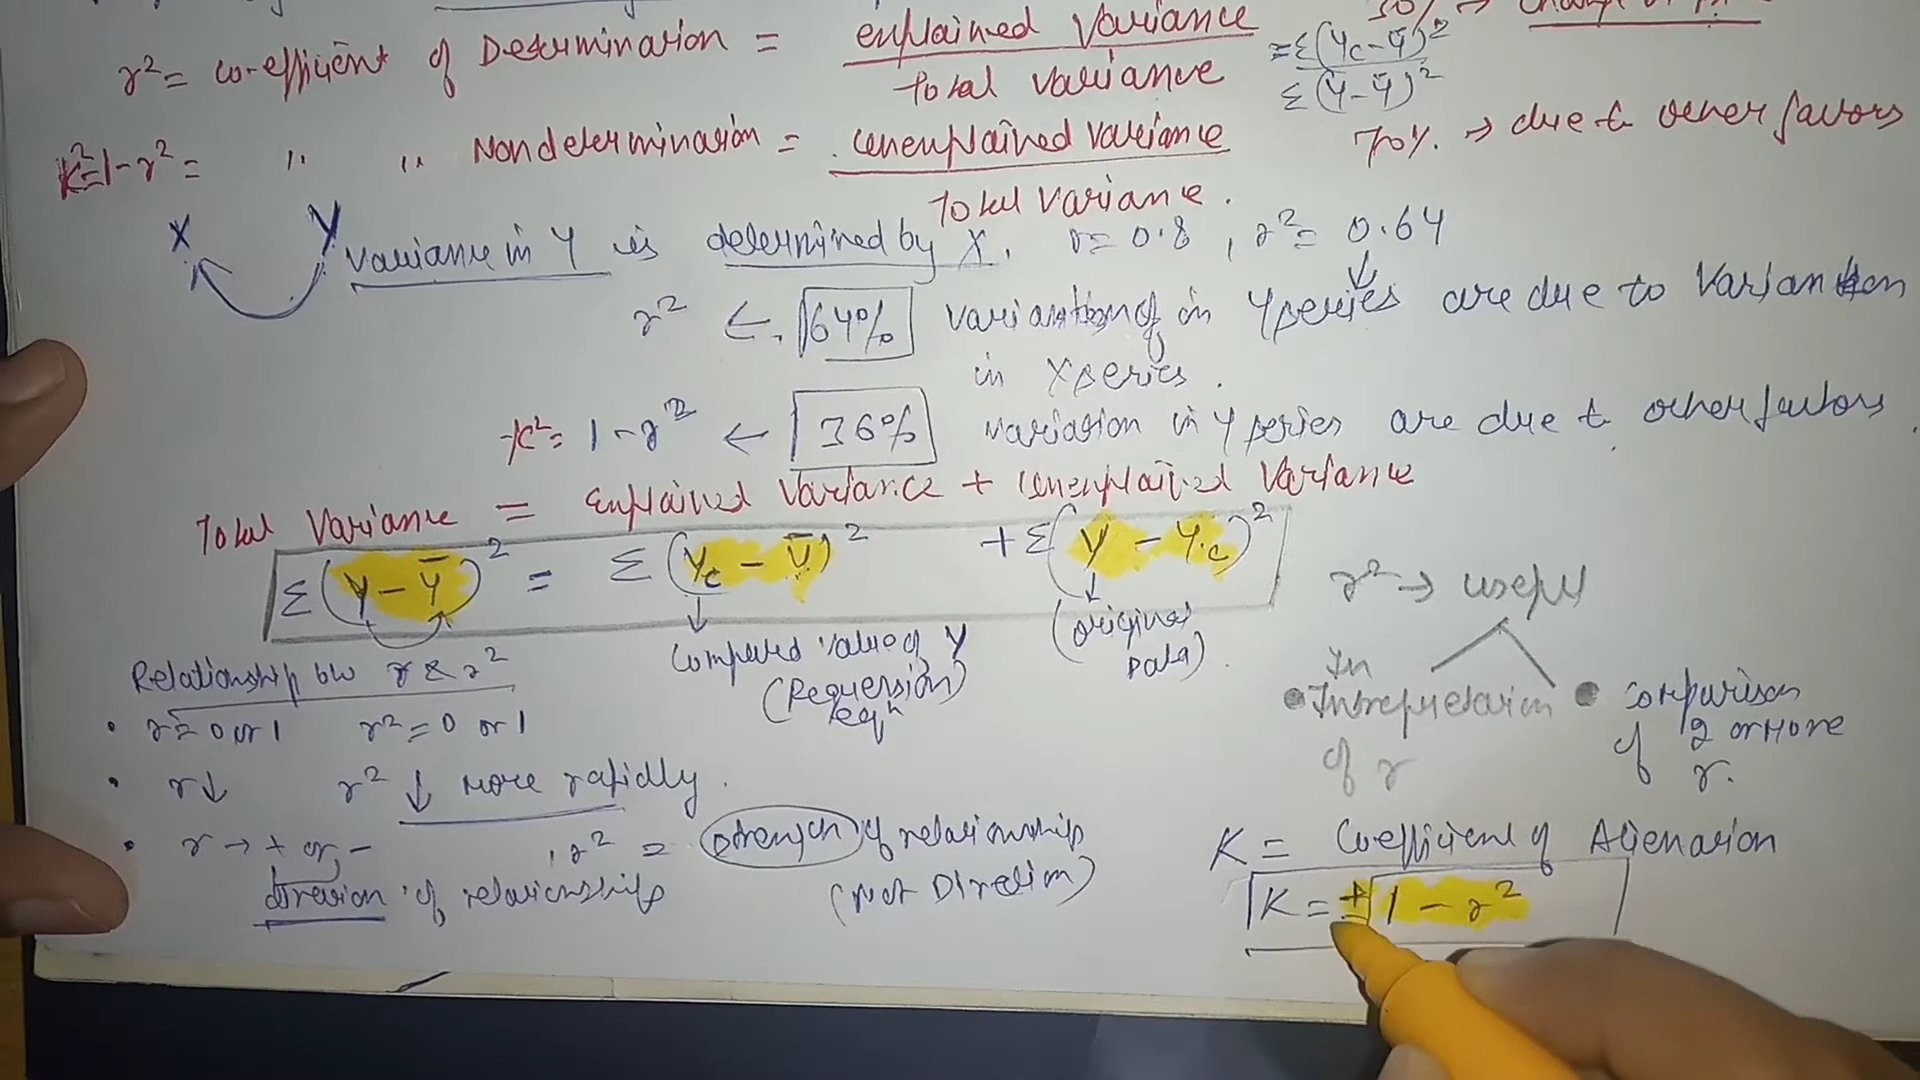 r² = co-efficient of Determination = explained Variance / total variance = Σ(Yc-Ȳ)² / Σ(Y-Ȳ)²
K²=1-r² = " " Nondetermination = unexplained variance / Total variance.
70% → due to other factors
X Y variance in Y is determined by X. r= 0.8, r²= 0.64
r² ← 64% variation in Y series are due to Variation
in X series.
K²= 1-r² ← 36% variation in Y series are due to other factors.
Total Variance = Explained Variance + Unexplained Variance
Σ(Y-Ȳ)² = Σ(Yc-Ȳ)² + Σ(Y-Yc)²
Computed value of Y
(Regression)
eqⁿ
(original
Data).
Relationship b/w r & r²
• r=0 or 1 r²=0 or 1
• r↓ r² ↓ More rapidly.
• r → + or - , r² = strength of relationship
direction of relationship (Not Direction)
r² → useful
In
• Interpretation
of r
• Comparison
of 2 or More
r.
K = Coefficient of Alienation
K = ±√1-r²